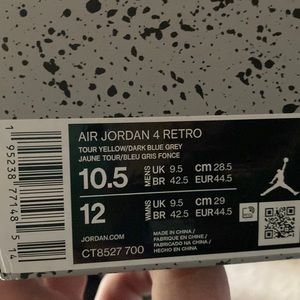 AIR JORDAN 4 RETRO
TOUR YELLOW/DARK BLUE GREY
JAUNE TOUR/BLEU GRIS FONCE
10.5 MENS UK 9.5 cm 28.5
BR 42.5 EUR 44.5
12 WMNS UK 9.5 cm 29
BR 42.5 EUR 44.5
JORDAN.COM
CT8527 700
MADE IN CHINA /
FABRIQUE EN CHINE /
FABRICADO NA CHINA /
HECHO EN CHINA